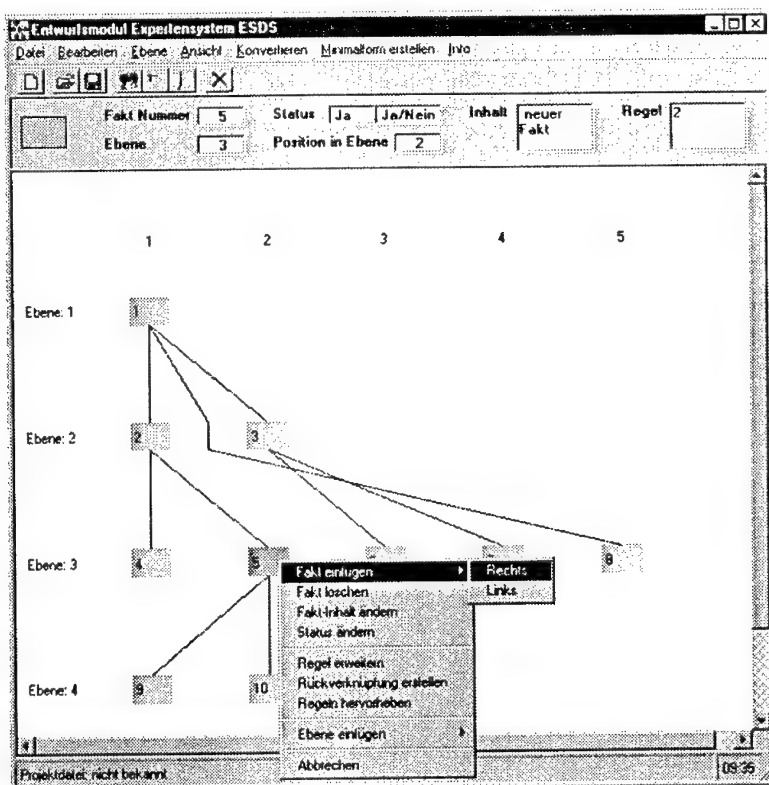 Entwurfsmodul Expertensystem ESDS
Datei Bearbeiten Ebene Ansicht Konvertieren Minimalform erstellen Info
Fakt Nummer 5 Status Ja Ja/Nein Inhalt neuer Fakt Regel 2
Ebene 3 Position in Ebene 2
1 2 3 4 5
Ebene: 1 1
Ebene: 2 2 3
Ebene: 3 4 5 8
Fakt einfügen Rechts
Fakt löschen Links
Fakt-Inhalt ändern
Status ändern
Regel erweitern
Ebene: 4 9 10 Rückverknüpfung erstellen
Regeln hervorheben
Ebene einfügen
Abbrechen
Projektdatei: nicht bekannt 09:35